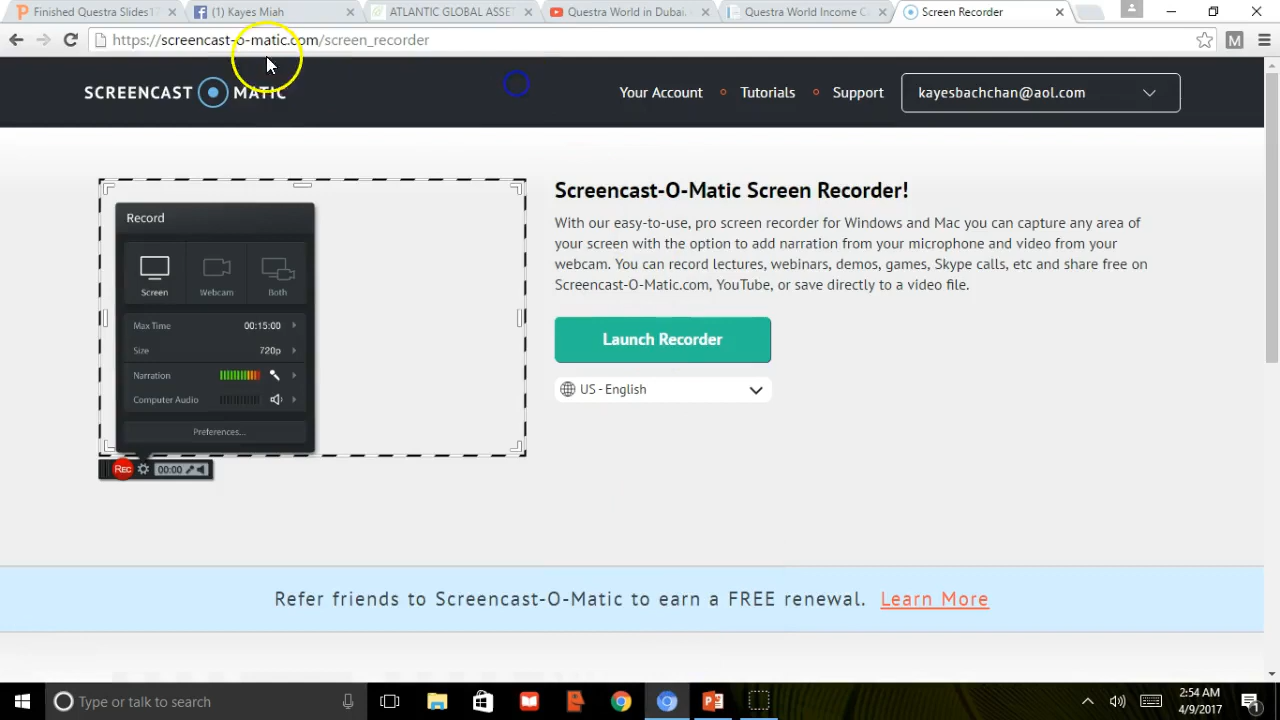 Finished Questra Slides1
(1) Kayes Miah
ATLANTIC GLOBAL ASSET
Questra World in Dubai.
Questra World Income C
Screen Recorder
https://screencast-o-matic.com/screen_recorder
M
SCREENCAST MATIC
Your Account
Tutorials
Support
kayesbachchan@aol.com
Record
Screen
Webcam
Both
Max Time 00:15:00
Size 720p
Narration
Computer Audio
Preferences...
REC 00:00
Screencast-O-Matic Screen Recorder!
With our easy-to-use, pro screen recorder for Windows and Mac you can capture any area of
your screen with the option to add narration from your microphone and video from your
webcam. You can record lectures, webinars, demos, games, Skype calls, etc and share free on
Screencast-O-Matic.com, YouTube, or save directly to a video file.
Launch Recorder
US - English
Refer friends to Screencast-O-Matic to earn a FREE renewal. Learn More
Type or talk to search
2:54 AM
4/9/2017
1